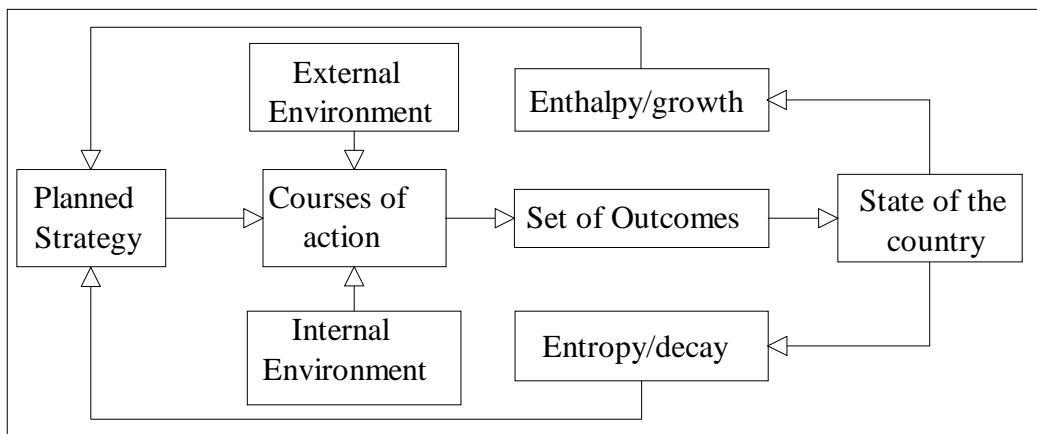 External
Environment
Enthalpy/growth
Planned
Strategy
Courses of
action
Set of Outcomes
State of the
country
Internal
Environment
Entropy/decay